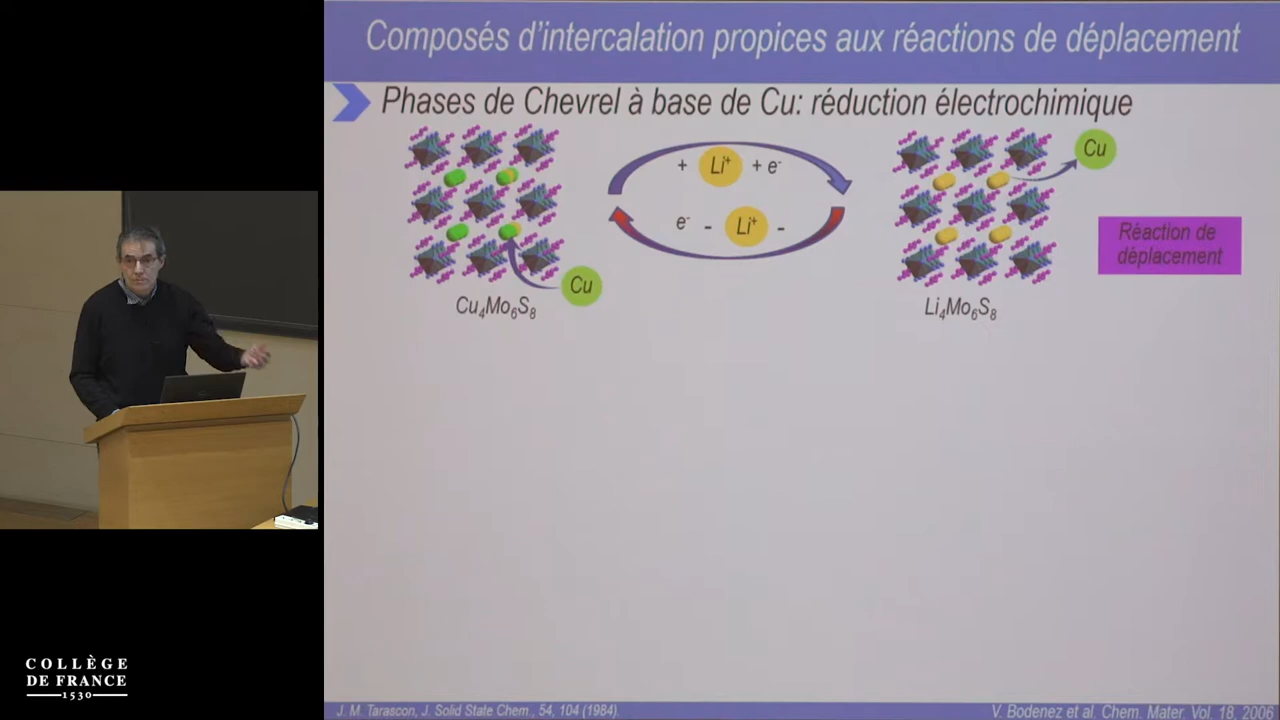 Composés d'intercalation propices aux réactions de déplacement
Phases de Chevrel à base de Cu: réduction électrochimique
+ Li⁺ + e⁻
e⁻ - Li⁺ -
Cu
Cu
Réaction de
déplacement
Cu₄Mo₆S₈
Li₄Mo₆S₈
COLLÈGE
DE FRANCE
1530
J. M. Tarascon, J. Solid State Chem., 54, 104 (1984).
V. Bodenez et al. Chem. Mater. Vol. 18, 2006